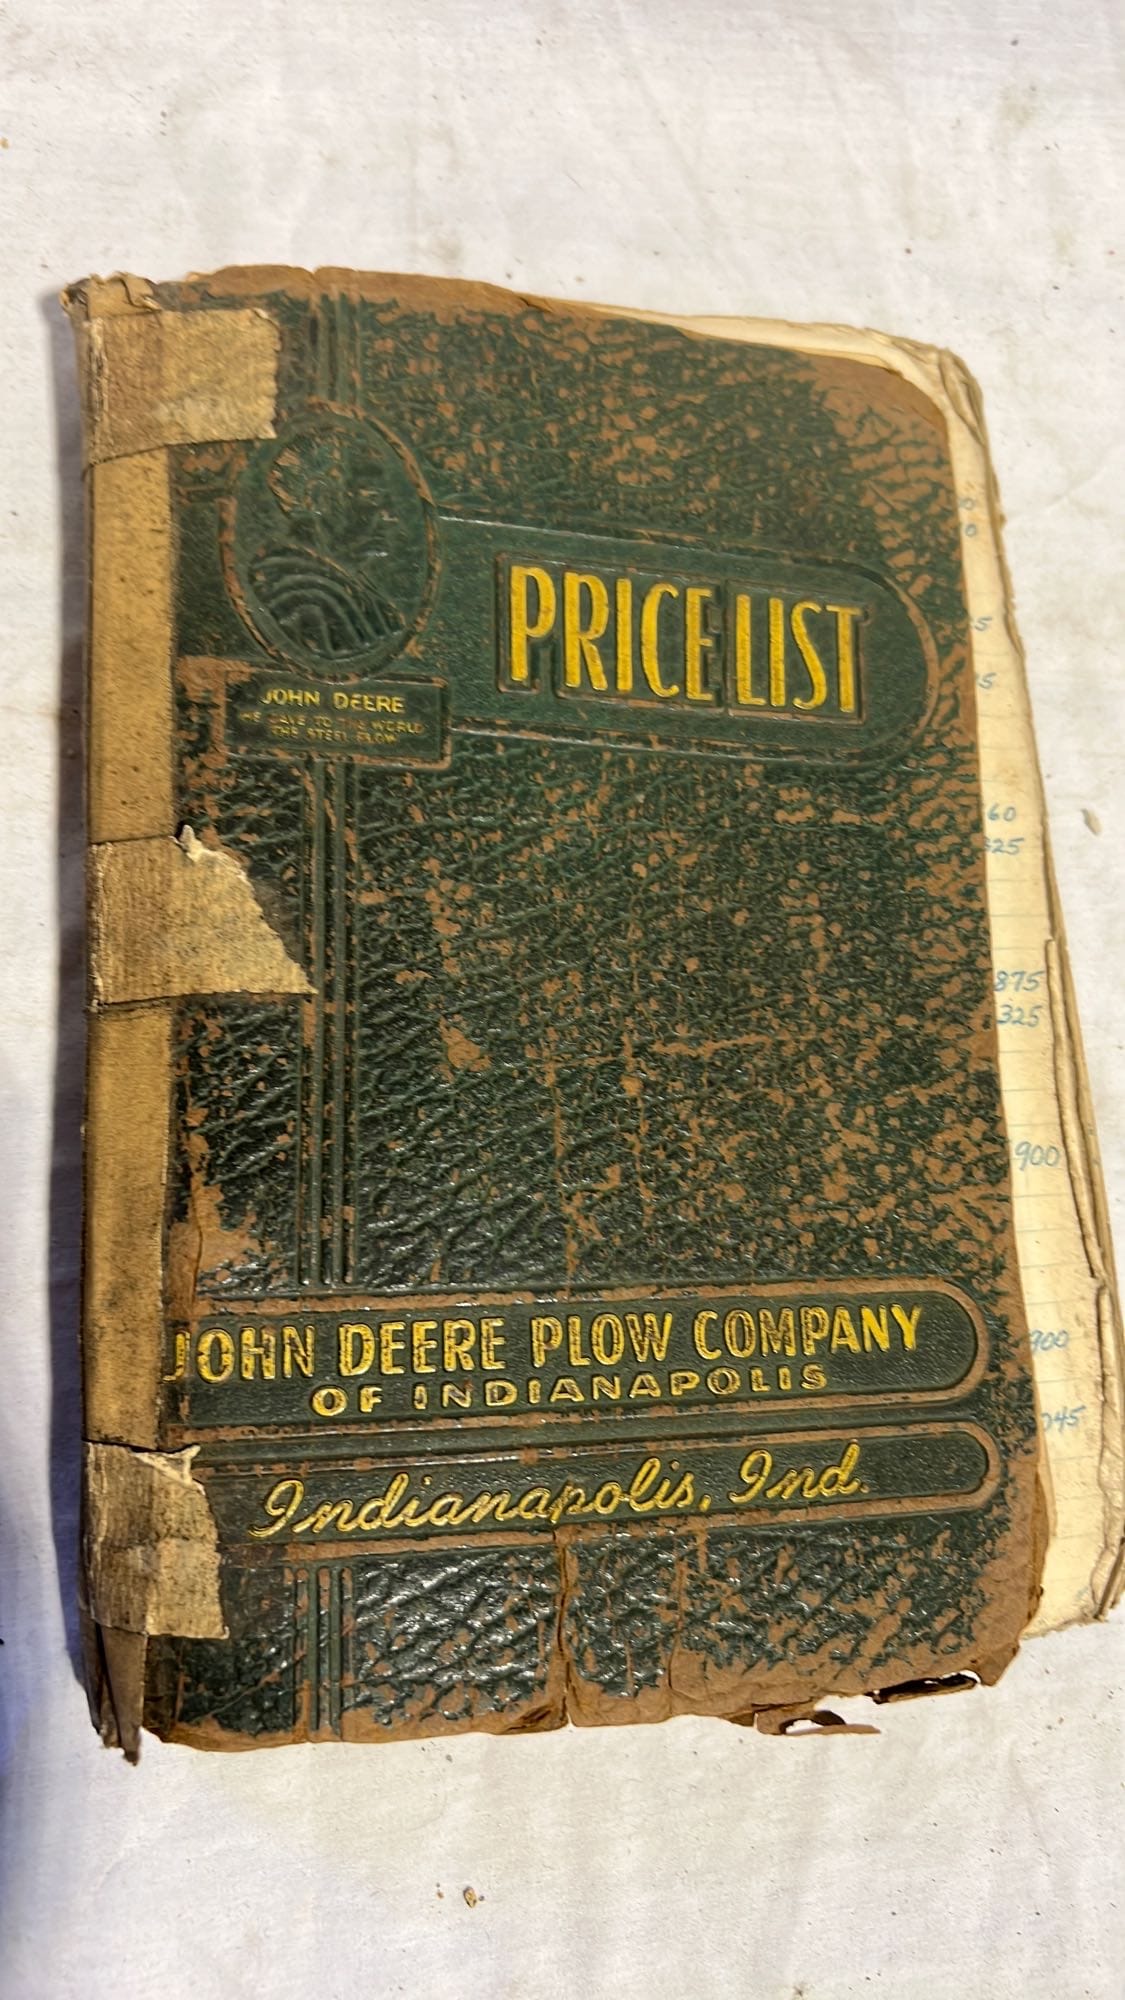 PRICE LIST
JOHN DEERE
HE GAVE TO THE WORLD
THE STEEL PLOW
60
325
875
325
900
900
045
JOHN DEERE PLOW COMPANY
OF INDIANAPOLIS
Indianapolis, Ind.